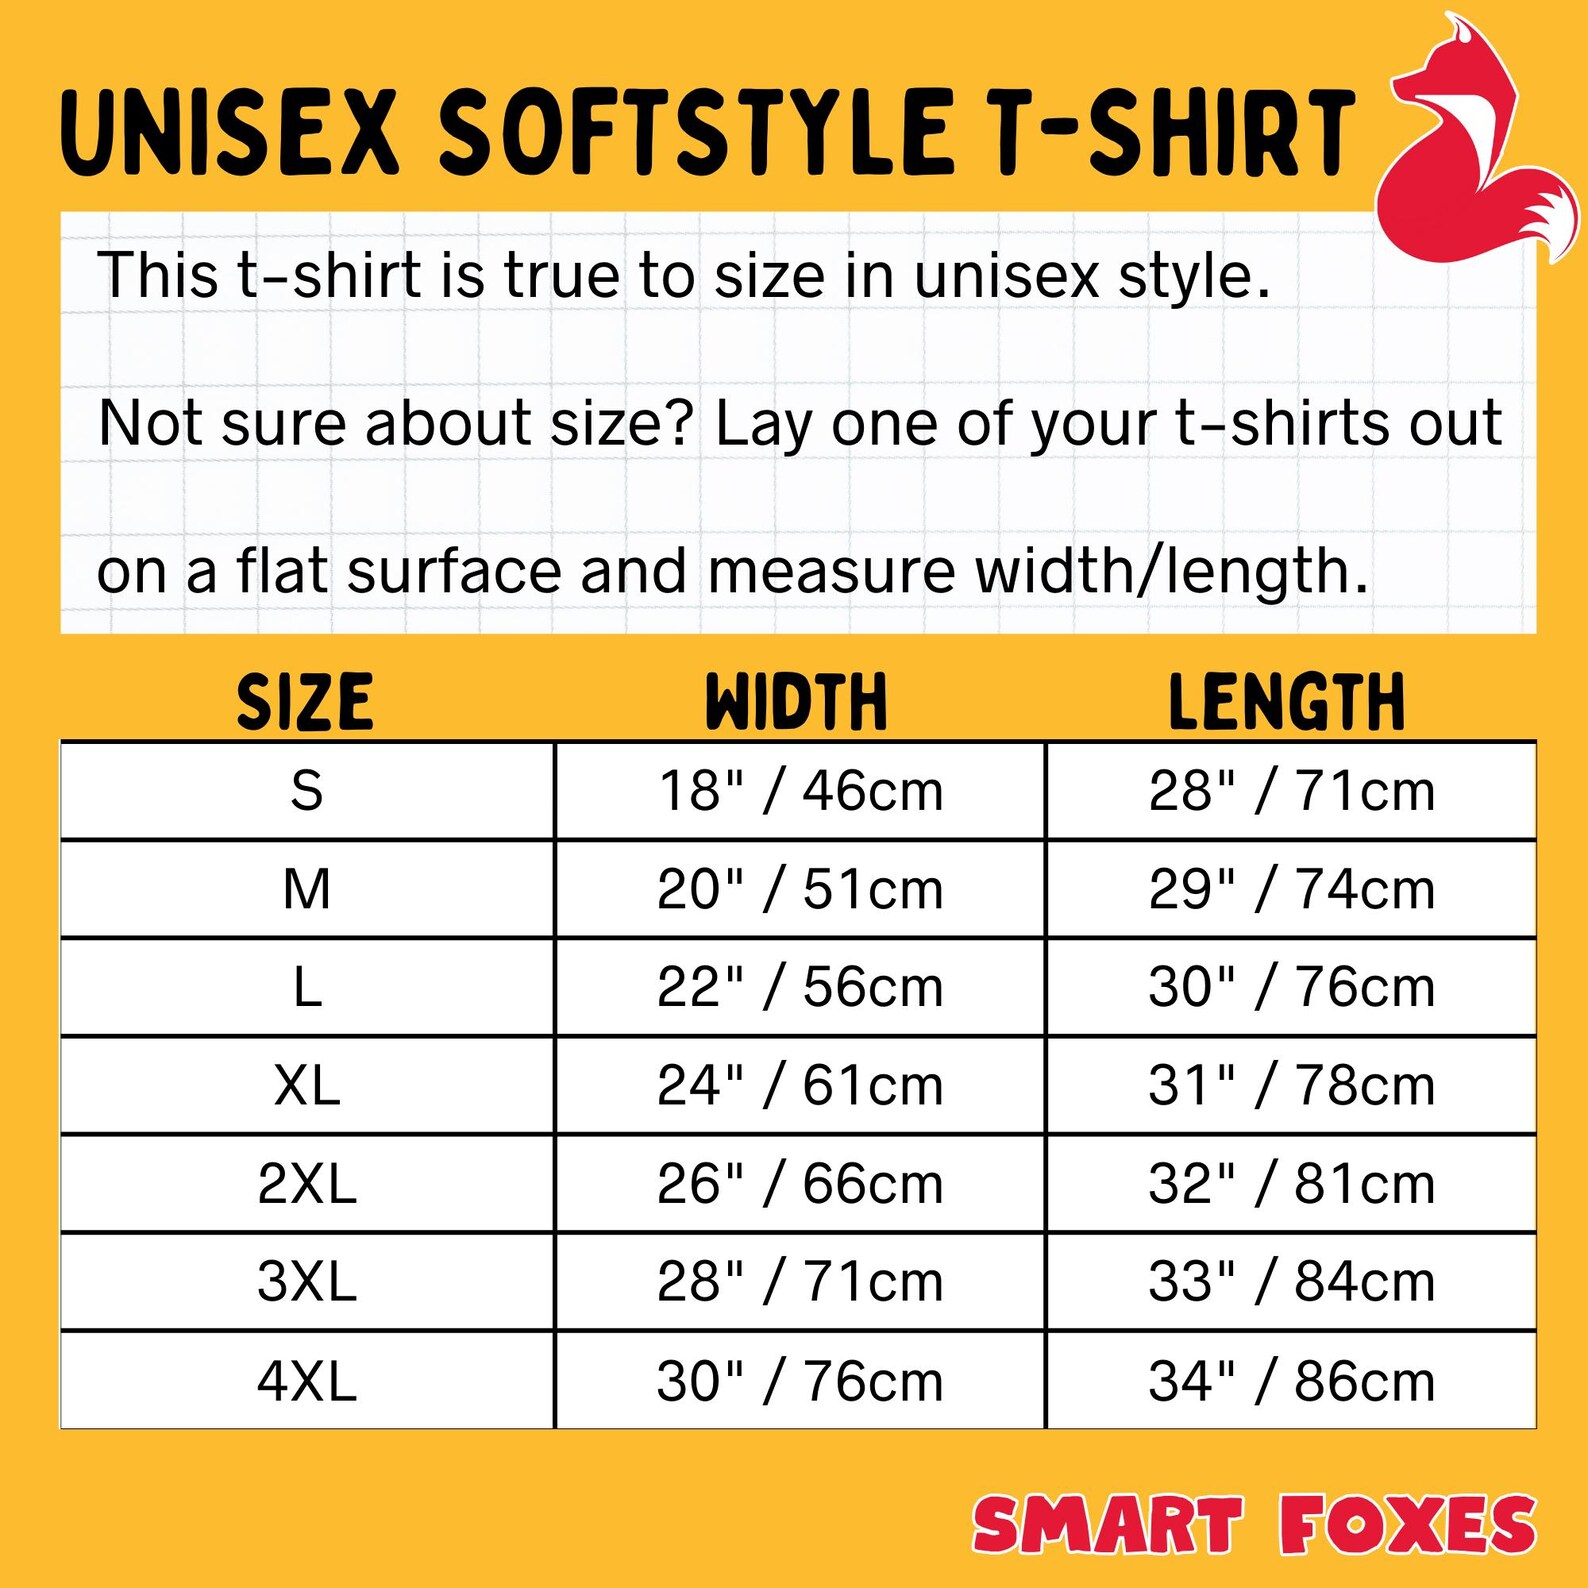 UNISEX SOFTSTYLE T-SHIRT
This t-shirt is true to size in unisex style.
Not sure about size? Lay one of your t-shirts out
on a flat surface and measure width/length.
SIZE WIDTH LENGTH
S 18" / 46cm 28" / 71cm
M 20" / 51cm 29" / 74cm
L 22" / 56cm 30" / 76cm
XL 24" / 61cm 31" / 78cm
2XL 26" / 66cm 32" / 81cm
3XL 28" / 71cm 33" / 84cm
4XL 30" / 76cm 34" / 86cm
SMART FOXES